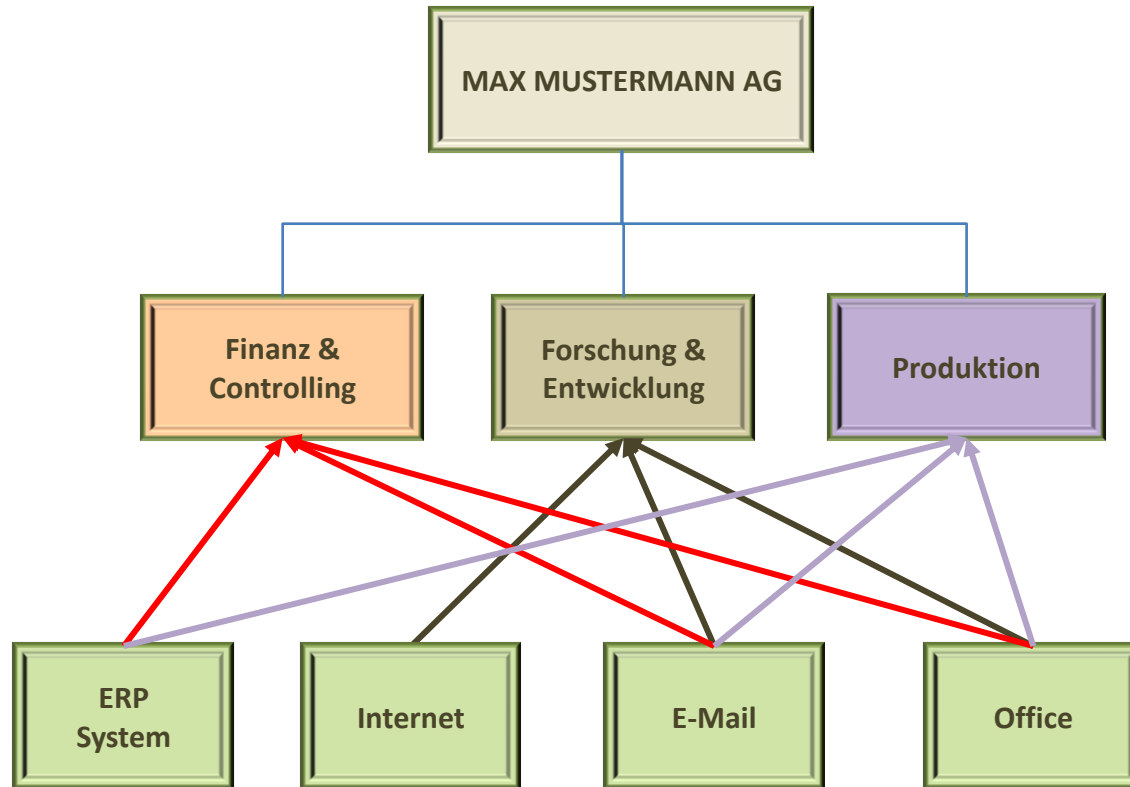 MAX MUSTERMANN AG
Finanz &
Controlling
Forschung &
Entwicklung
Produktion
ERP
System
Internet
E-Mail
Office